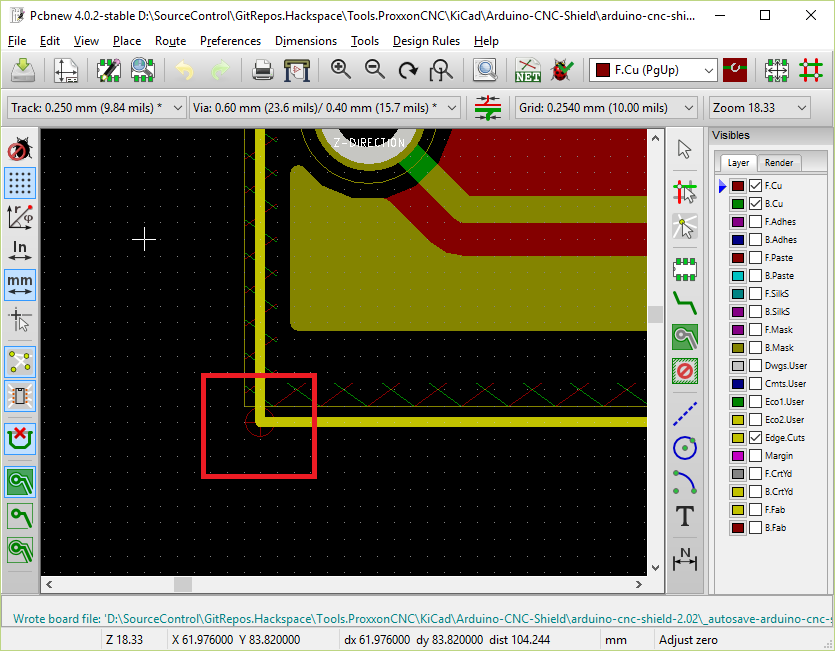 Pcbnew 4.0.2-stable D:\SourceControl\GitRepos.Hackspace\Tools.ProxxonCNC\KiCad\Arduino-CNC-Shield\arduino-cnc-shi...
File Edit View Place Route Preferences Dimensions Tools Design Rules Help
NET
F.Cu (PgUp)
Track: 0.250 mm (9.84 mils) *
Via: 0.60 mm (23.6 mils)/ 0.40 mm (15.7 mils) *
Grid: 0.2540 mm (10.00 mils)
Zoom 18.33
Visibles
Layer Render
F.Cu
B.Cu
F.Adhes
B.Adhes
F.Paste
B.Paste
F.SilkS
B.SilkS
F.Mask
B.Mask
Dwgs.User
Cmts.User
Eco1.User
Eco2.User
Edge.Cuts
Margin
F.CrtYd
B.CrtYd
F.Fab
B.Fab
Z-DIRECTION
In
mm
T
N
Wrote board file: 'D:\SourceControl\GitRepos.Hackspace\Tools.ProxxonCNC\KiCad\Arduino-CNC-Shield\arduino-cnc-shield-2.02\_autosave-arduino-cnc-s
Z 18.33
X 61.976000 Y 83.820000
dx 61.976000 dy 83.820000 dist 104.244
mm
Adjust zero